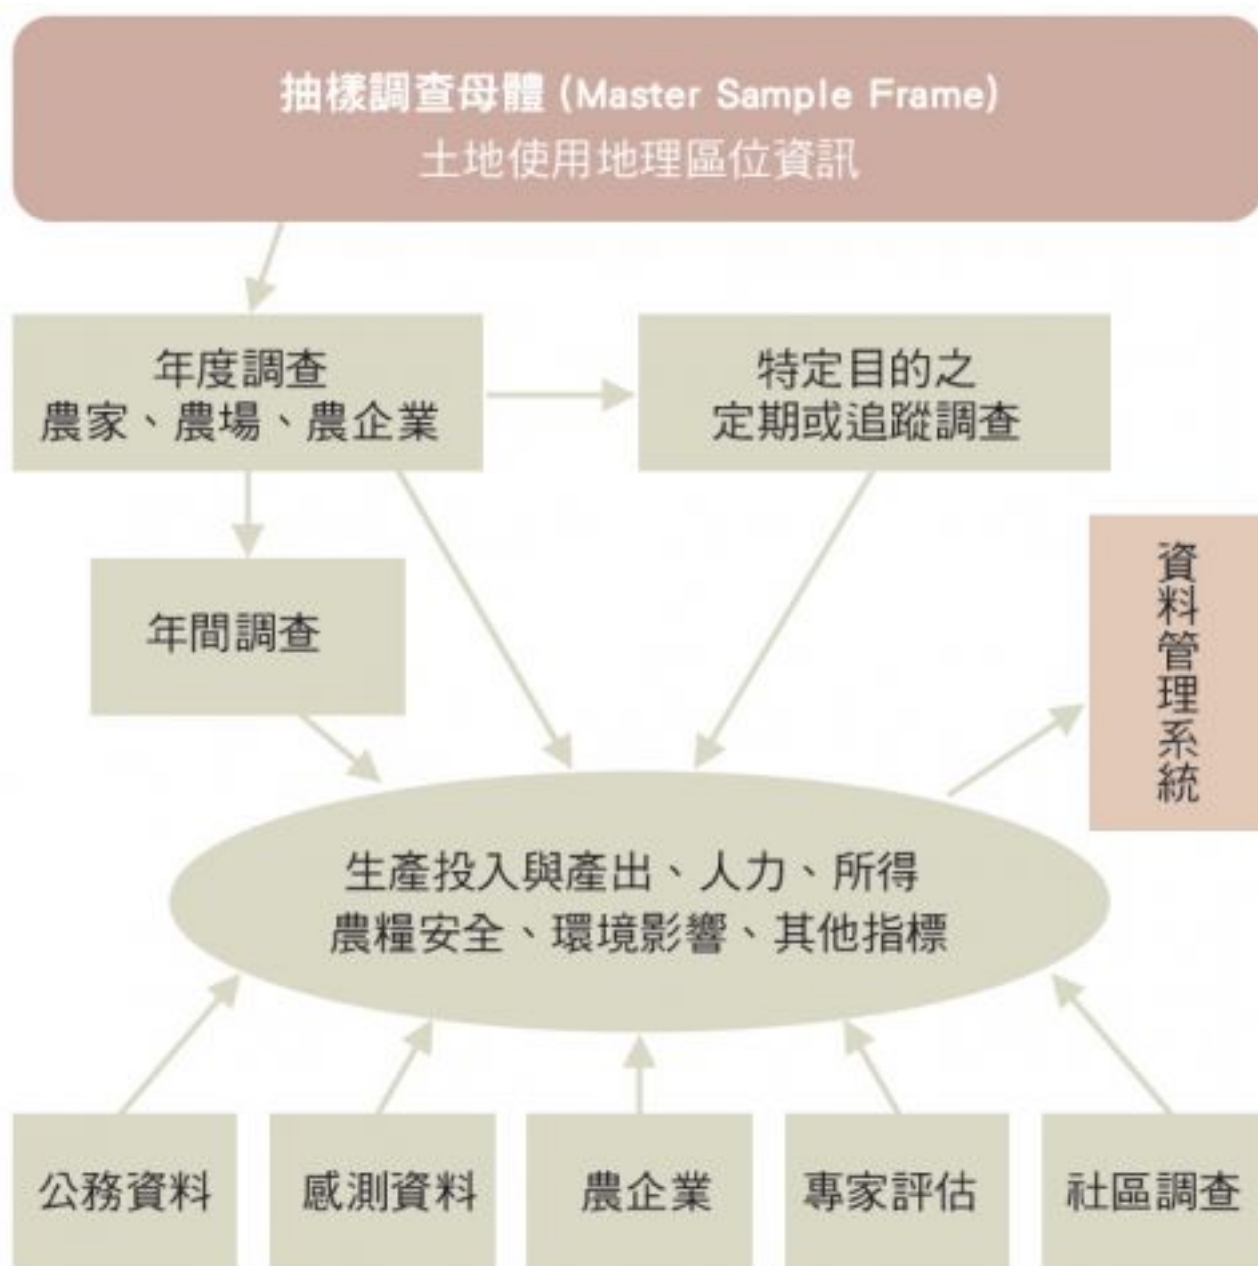 抽樣調查母體 (Master Sample Frame)
土地使用地理區位資訊
年度調查
農家、農場、農企業
特定目的之
定期或追蹤調查
年間調查
資料管理系統
生產投入與產出、人力、所得
農糧安全、環境影響、其他指標
公務資料
感測資料
農企業
專家評估
社區調查